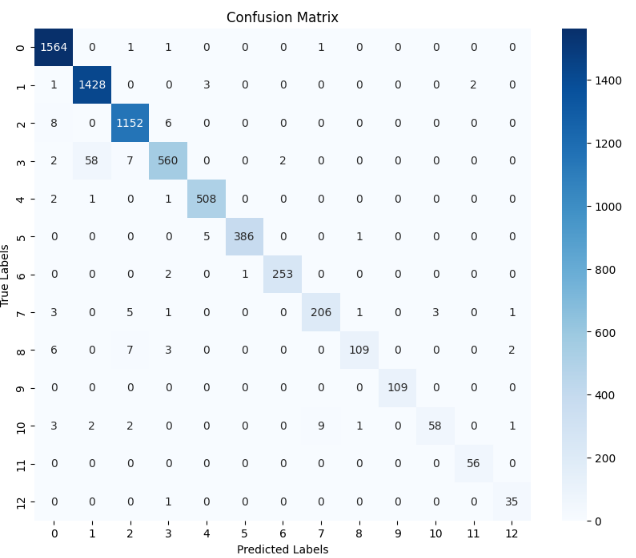 Confusion Matrix
0 1564 0 1 1 0 0 0 1 0 0 0 0 0
1 1 1428 0 0 3 0 0 0 0 0 0 2 0
2 8 0 1152 6 0 0 0 0 0 0 0 0 0
3 2 58 7 560 0 0 2 0 0 0 0 0 0
4 2 1 0 1 508 0 0 0 0 0 0 0 0
5 0 0 0 0 5 386 0 0 1 0 0 0 0
6 0 0 0 2 0 1 253 0 0 0 0 0 0
7 3 0 5 1 0 0 0 206 1 0 3 0 1
8 6 0 7 3 0 0 0 0 109 0 0 0 2
9 0 0 0 0 0 0 0 0 0 109 0 0 0
10 3 2 2 0 0 0 0 9 1 0 58 0 1
11 0 0 0 0 0 0 0 0 0 0 0 56 0
12 0 0 0 1 0 0 0 0 0 0 0 0 35
0 1 2 3 4 5 6 7 8 9 10 11 12
Predicted Labels
True Labels
1400
1200
1000
800
600
400
200
0